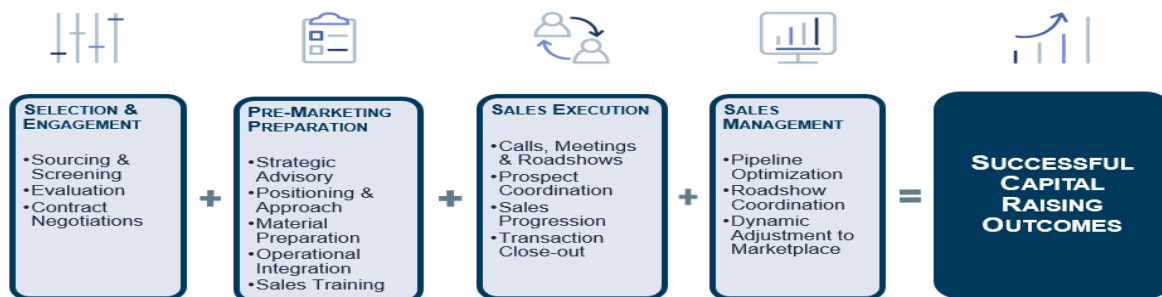 SELECTION &
ENGAGEMENT
•Sourcing &
Screening
•Evaluation
•Contract
Negotiations
+
PRE-MARKETING
PREPARATION
•Strategic
Advisory
•Positioning &
Approach
•Material
Preparation
•Operational
Integration
•Sales Training
+
SALES EXECUTION
•Calls, Meetings
& Roadshows
•Prospect
Coordination
•Sales
Progression
•Transaction
Close-out
+
SALES
MANAGEMENT
•Pipeline
Optimization
•Roadshow
Coordination
•Dynamic
Adjustment to
Marketplace
=
SUCCESSFUL
CAPITAL
RAISING
OUTCOMES